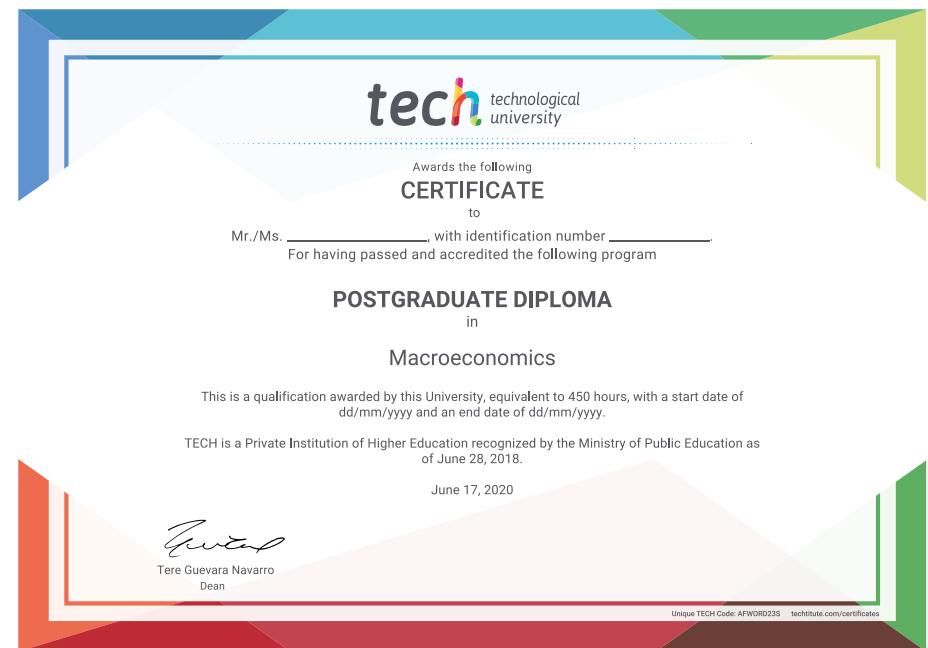 tech technological
university
Awards the following
CERTIFICATE
to
Mr./Ms. ____________, with identification number ____________.
For having passed and accredited the following program
POSTGRADUATE DIPLOMA
in
Macroeconomics
This is a qualification awarded by this University, equivalent to 450 hours, with a start date of
dd/mm/yyyy and an end date of dd/mm/yyyy.
TECH is a Private Institution of Higher Education recognized by the Ministry of Public Education as
of June 28, 2018.
June 17, 2020
Tere Guevara Navarro
Dean
Unique TECH Code: AFWORD23S techtitute.com/certificates